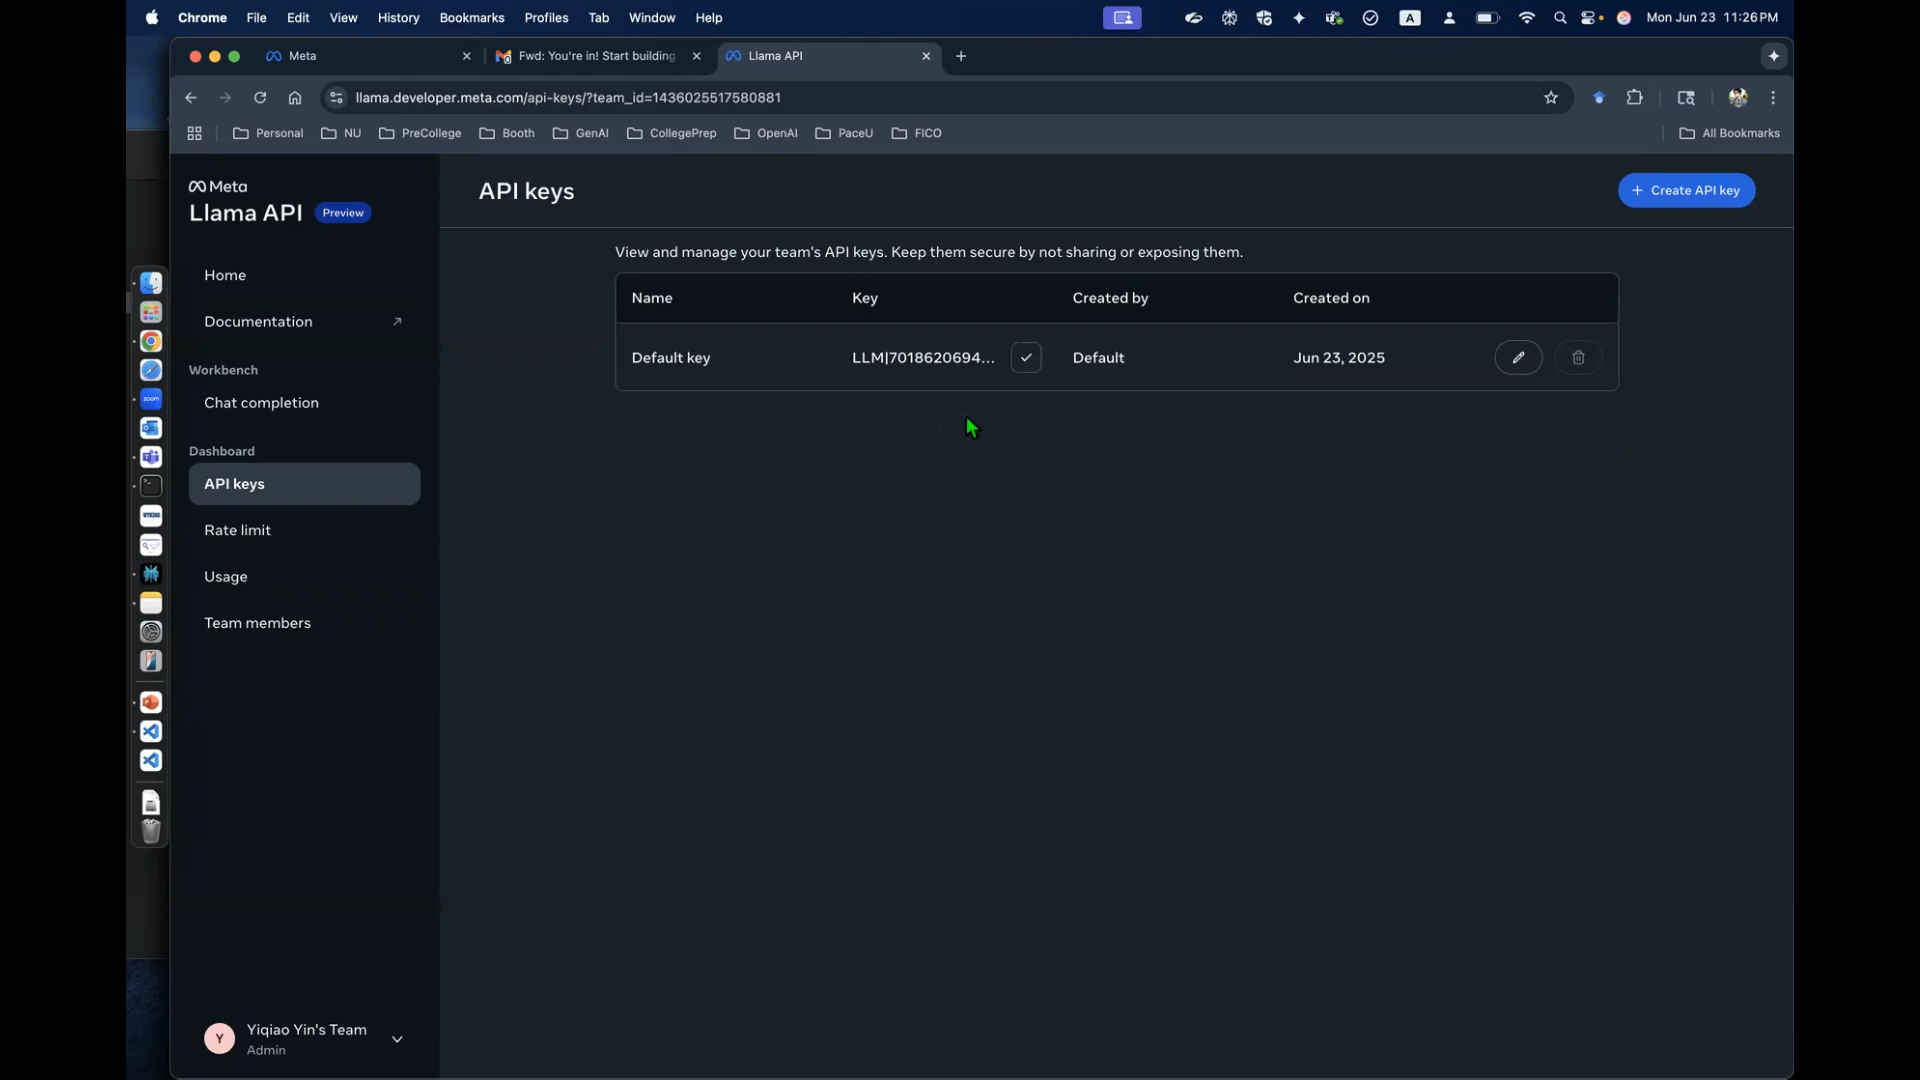 Chrome File Edit View History Bookmarks Profiles Tab Window Help A Mon Jun 23 11:26 PM
Meta Fwd: You're in! Start building Llama API
llama.developer.meta.com/api-keys/?team_id=1436025517580881
Personal NU PreCollege Booth GenAI CollegePrep OpenAI PaceU FICO All Bookmarks
Meta
Llama API Preview
Home
Documentation
Workbench
Chat completion
Dashboard
API keys
Rate limit
Usage
Team members
Y Yiqiao Yin's Team
Admin
API keys
+ Create API key
View and manage your team's API keys. Keep them secure by not sharing or exposing them.
Name Key Created by Created on
Default key LLM|7018620694... Default Jun 23, 2025
zoom